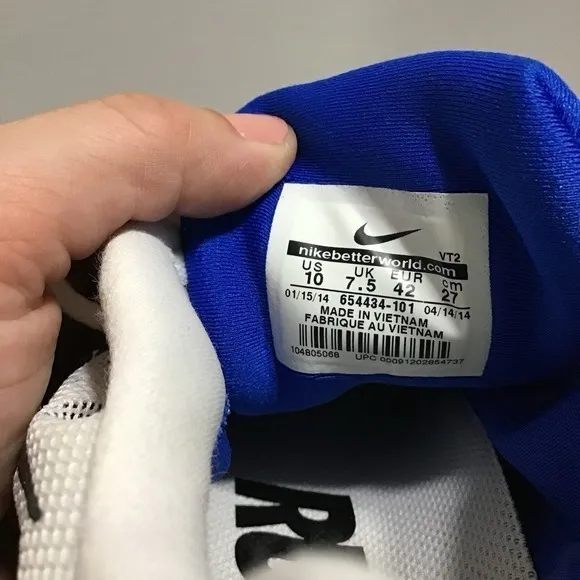 nikebetterworld.com VT2
US UK EUR cm
10 7.5 42 27
01/15/14 654434-101 04/14/14
MADE IN VIETNAM
FABRIQUE AU VIETNAM
104805068 UPC 00091202854737
RU